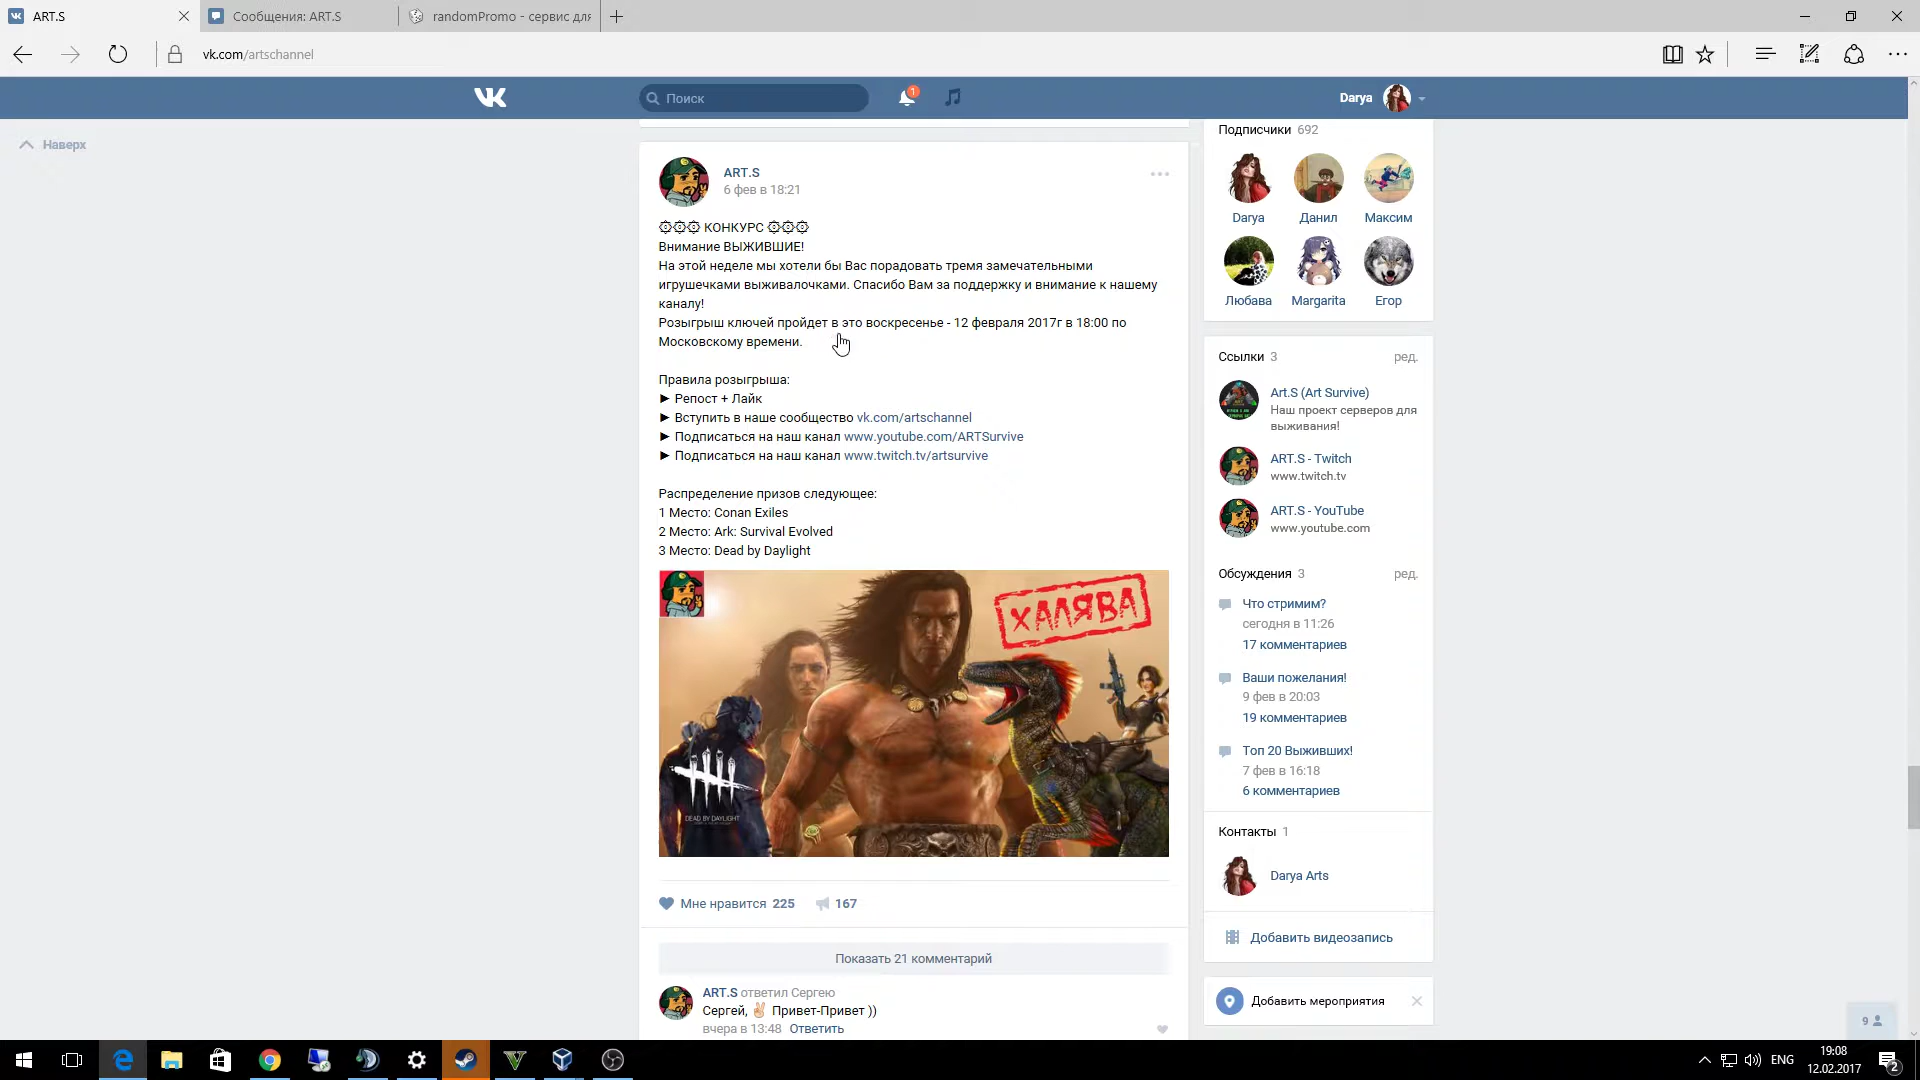 ART.S
Сообщения: ART.S
randomPromo - сервис для
vk.com/artschannel
Поиск
1
Darya
Наверх
ART.S
6 фев в 18:21
КОНКУРС
Внимание ВЫЖИВШИЕ!
На этой неделе мы хотели бы Вас порадовать тремя замечательными
игрушечками выживалочками. Спасибо Вам за поддержку и внимание к нашему
каналу!
Розыгрыш ключей пройдет в это воскресенье - 12 февраля 2017г в 18:00 по
Московскому времени.
Правила розыгрыша:
► Репост + Лайк
► Вступить в наше сообщество vk.com/artschannel
► Подписаться на наш канал www.youtube.com/ARTSurvive
► Подписаться на наш канал www.twitch.tv/artsurvive
Распределение призов следующее:
1 Место: Conan Exiles
2 Место: Ark: Survival Evolved
3 Место: Dead by Daylight
ХАЛЯВА
DEAD BY DAYLIGHT
Мне нравится 225
167
Показать 21 комментарий
ART.S ответил Сергею
Сергей, ✌ Привет-Привет ))
вчера в 13:48 Ответить
Подписчики 692
Darya Данил Максим
Любава Margarita Егор
Ссылки 3 ред.
Art.S (Art Survive)
Наш проект серверов для
выживания!
ART.S - Twitch
www.twitch.tv
ART.S - YouTube
www.youtube.com
Обсуждения 3 ред.
Что стримим?
сегодня в 11:26
17 комментариев
Ваши пожелания!
9 фев в 20:03
19 комментариев
Топ 20 Выживших!
7 фев в 16:18
6 комментариев
Контакты 1
Darya Arts
Добавить видеозапись
Добавить мероприятия
9
ENG
19:08
12.02.2017
2